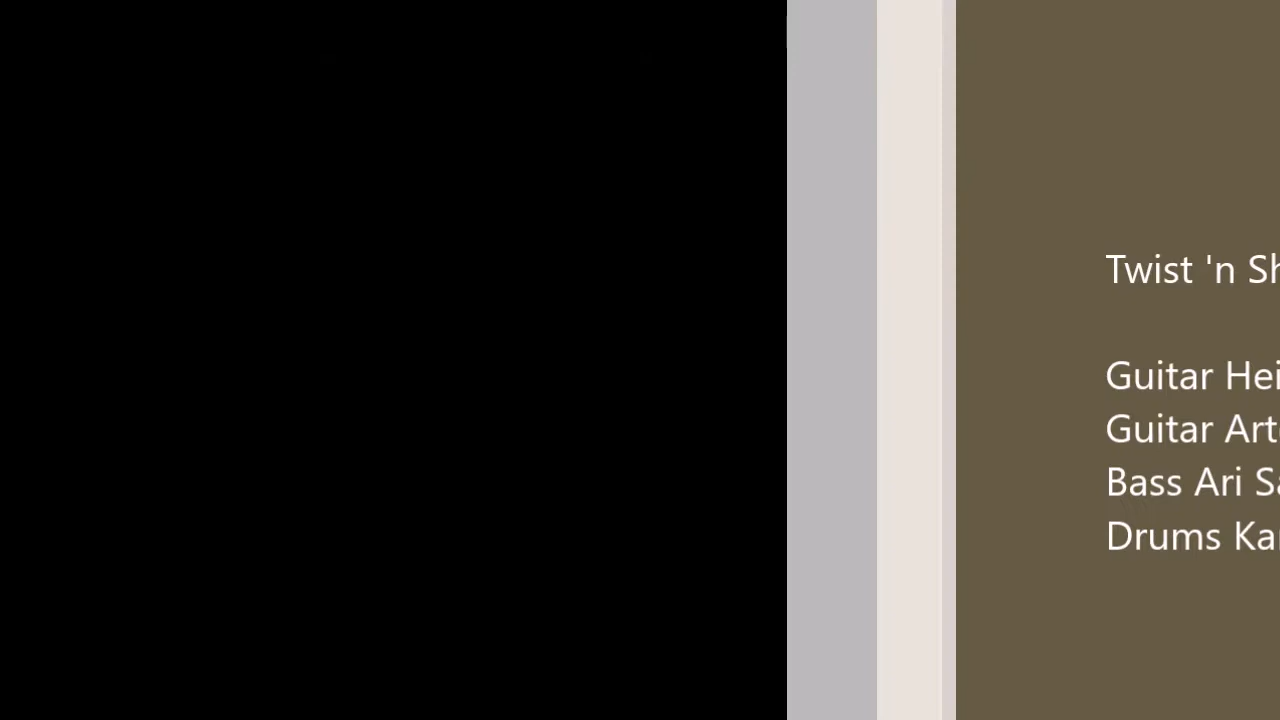 Twist 'n Sh
Guitar Hei
Guitar Art
Bass Ari Sa
Drums Kar